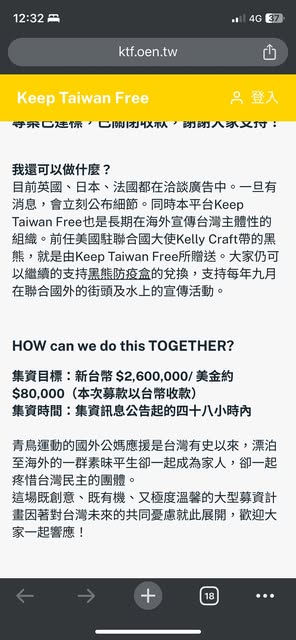 12:32
4G
37
ktf.oen.tw
Keep Taiwan Free
登入
專案已達標，已關閉收款，謝謝大家支持！
我還可以做什麼？
目前英國、日本、法國都在洽談廣告中。一旦有
消息，會立刻公布細節。同時本平台Keep
Taiwan Free也是長期在海外宣傳台灣主體性的
組織。前任美國駐聯合國大使Kelly Craft帶的黑
熊，就是由Keep Taiwan Free所贈送。大家仍可
以繼續的支持黑熊防疫盒的兌換，支持每年九月
在聯合國外的街頭及水上的宣傳活動。
HOW can we do this TOGETHER?
集資目標：新台幣 $2,600,000/ 美金約
$80,000（本次募款以台幣收款）
集資時間：集資訊息公告起的四十八小時內
青鳥運動的國外公媽應援是台灣有史以來，漂泊
至海外的一群素昧平生卻一起成為家人，卻一起
疼惜台灣民主的團體。
這場既創意、既有機、又極度溫馨的大型募資計
畫因著對台灣未來的共同憂慮就此展開，歡迎大
家一起響應！
18